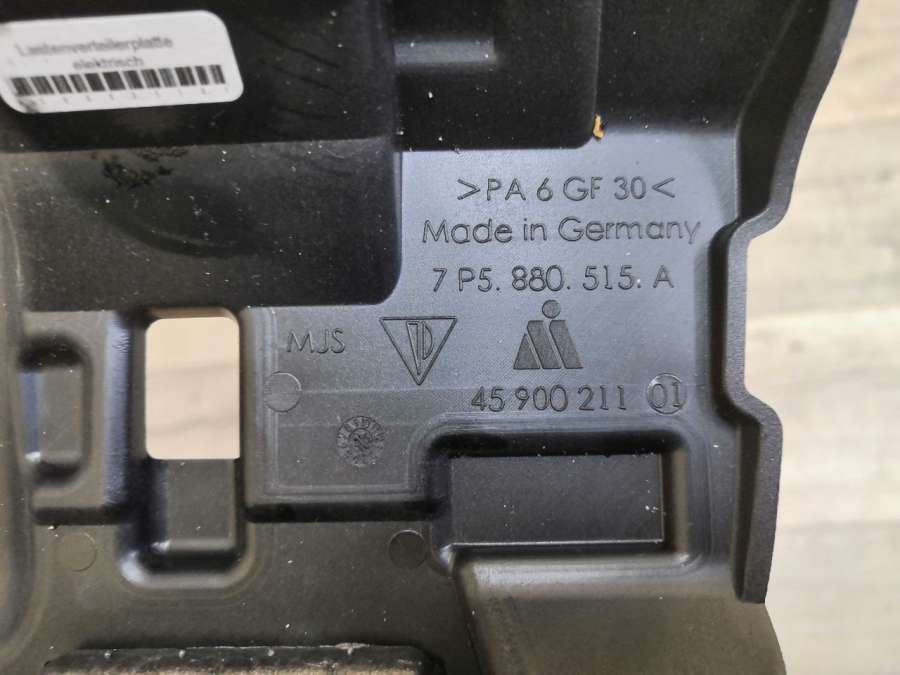 Lastenverteilerplatte
elektrisch
>PA 6 GF 30<
Made in Germany
7 P5. 880. 515. A
MJS
45 900 211 01